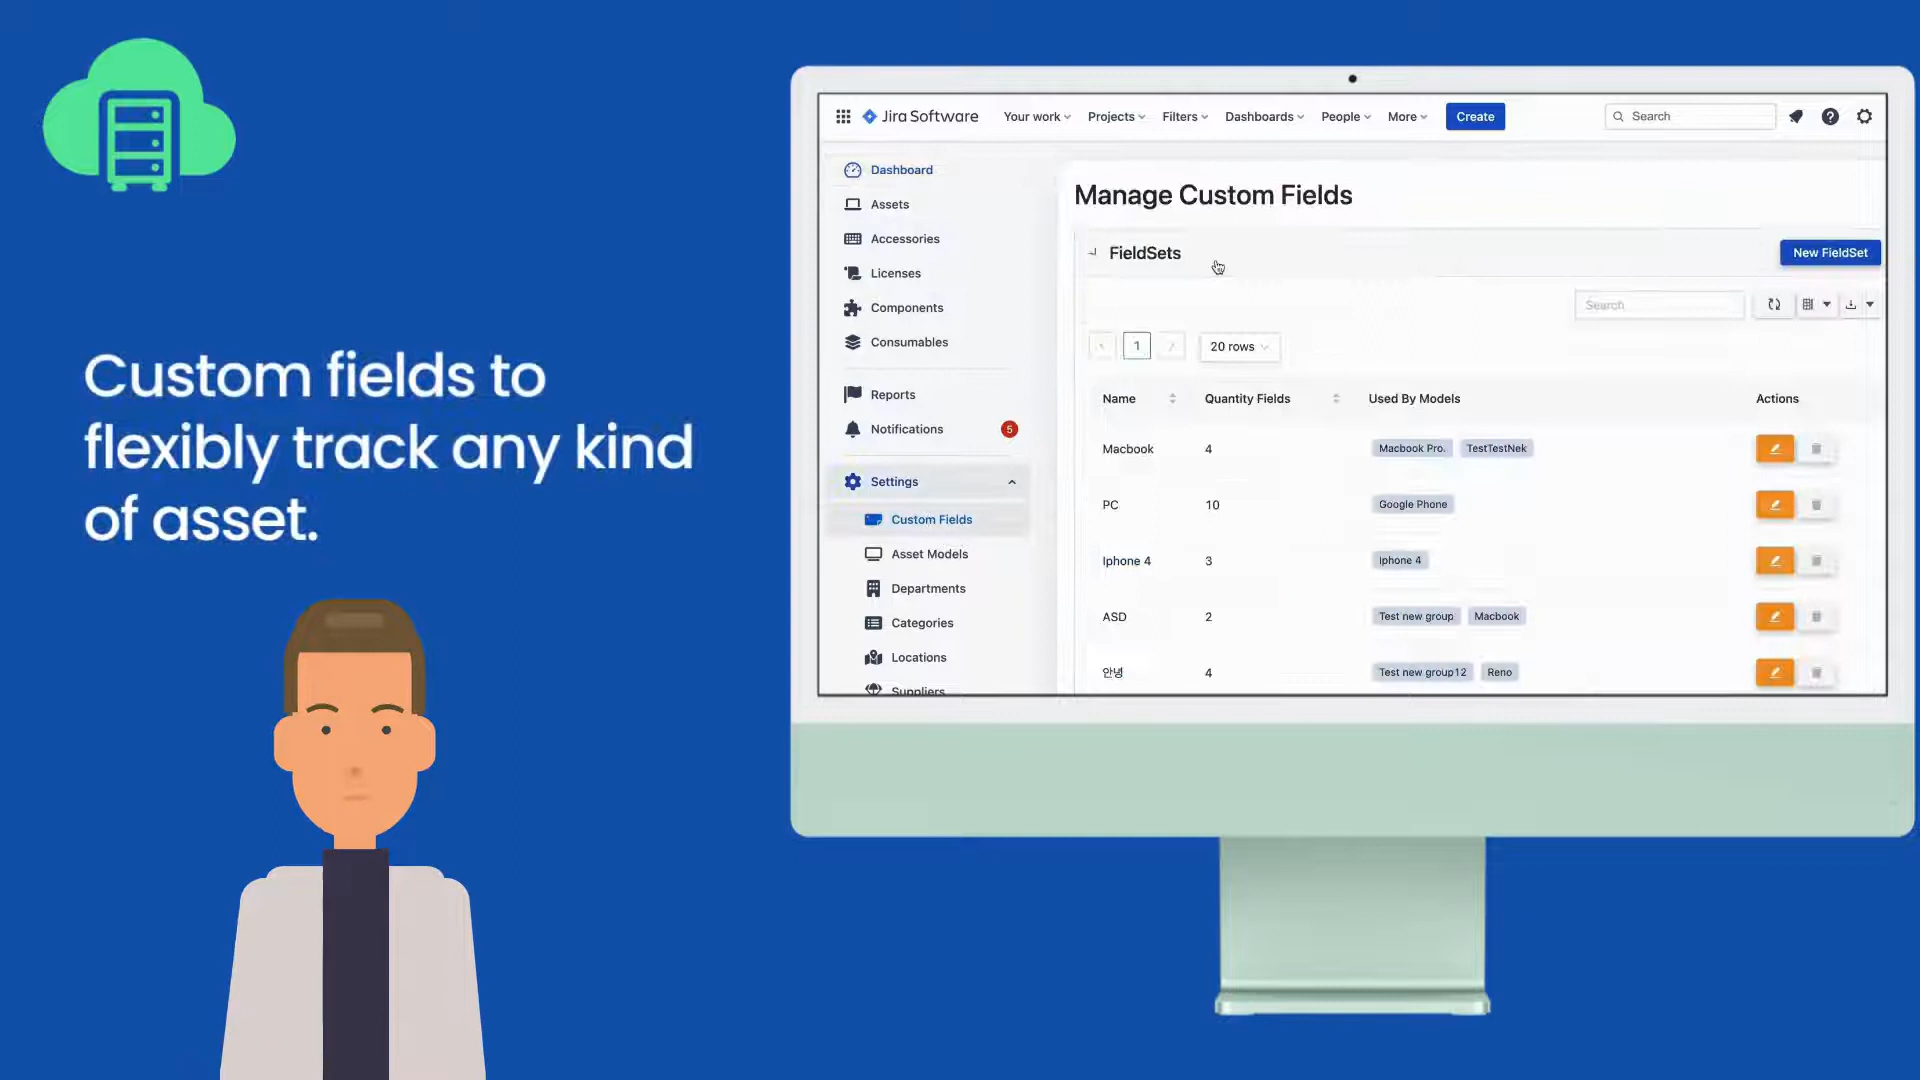 Custom fields to
flexibly track any kind
of asset.
Jira Software Your work Projects Filters Dashboards People More Create Search
Dashboard
Assets
Accessories
Licenses
Components
Consumables
Reports
Notifications 5
Settings
Custom Fields
Asset Models
Departments
Categories
Locations
Suppliers
Manage Custom Fields
FieldSets New FieldSet
Search
1 20 rows
Name Quantity Fields Used By Models Actions
Macbook 4 Macbook Pro. TestTestNek
PC 10 Google Phone
Iphone 4 3 Iphone 4
ASD 2 Test new group Macbook
안녕 4 Test new group12 Reno